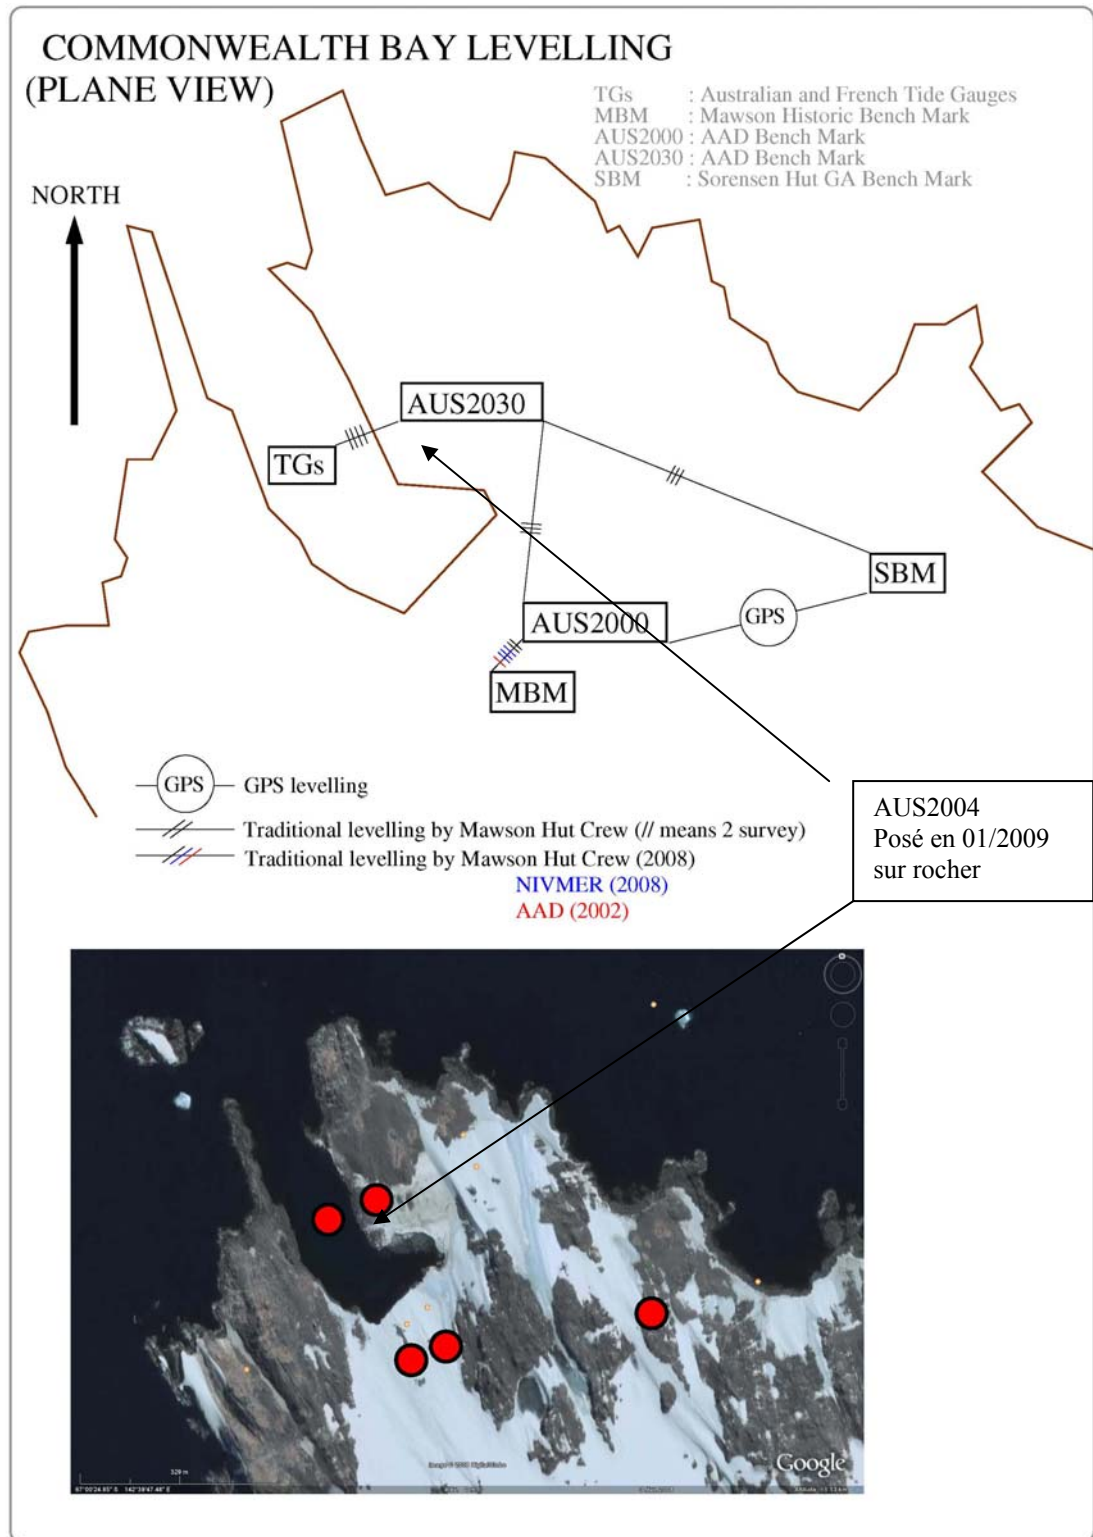 COMMONWEALTH BAY LEVELLING
(PLANE VIEW)
TGs : Australian and French Tide Gauges
MBM : Mawson Historic Bench Mark
AUS2000 : AAD Bench Mark
AUS2030 : AAD Bench Mark
SBM : Sorensen Hut GA Bench Mark
NORTH
AUS2030
TGs
SBM
AUS2000
GPS
MBM
GPS GPS levelling
Traditional levelling by Mawson Hut Crew (// means 2 survey)
Traditional levelling by Mawson Hut Crew (2008)
NIVMER (2008)
AAD (2002)
AUS2004
Posé en 01/2009
sur rocher
Google